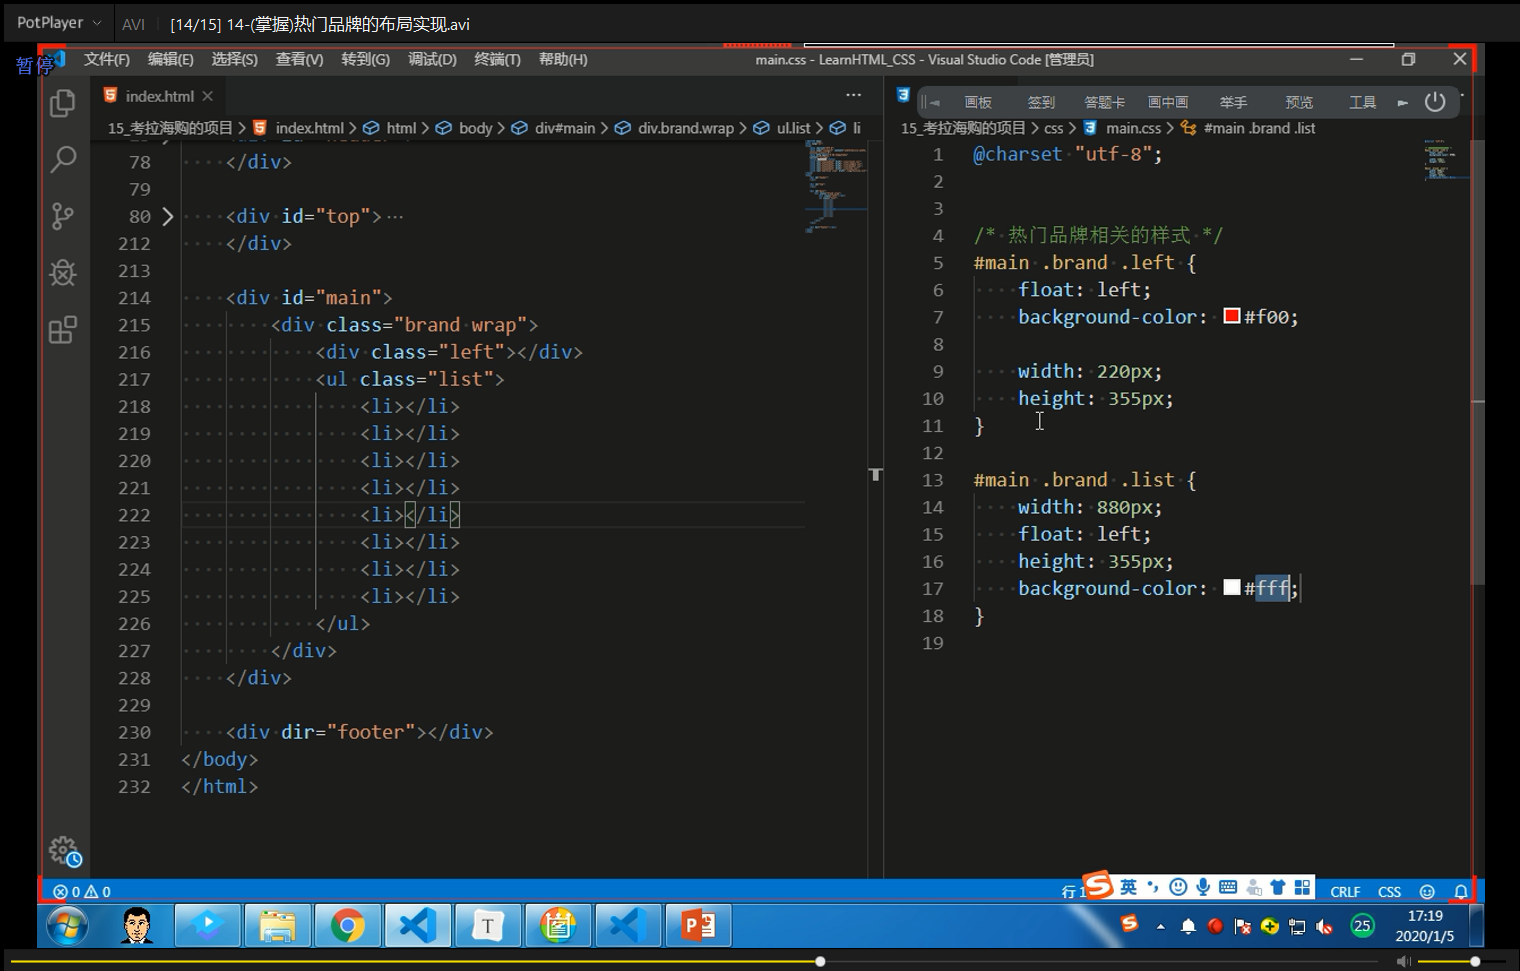 PotPlayer AVI [14/15] 14-(掌握)热门品牌的布局实现.avi
暂停
文件(F) 编辑(E) 选择(S) 查看(V) 转到(G) 调试(D) 终端(T) 帮助(H) main.css - LearnHTML_CSS - Visual Studio Code [管理员]
index.html
画板 签到 答题卡 画中画 举手 预览 工具
15_考拉海购的项目 > index.html > html > body > div#main > div.brand.wrap > ul.list > li
15_考拉海购的项目 > css > main.css > #main .brand .list
78 </div>
79
80 <div id="top">···
212 </div>
213
214 <div id="main">
215 <div class="brand wrap">
216 <div class="left"></div>
217 <ul class="list">
218 <li></li>
219 <li></li>
220 <li></li>
221 <li></li>
222 <li></li>
223 <li></li>
224 <li></li>
225 <li></li>
226 </ul>
227 </div>
228 </div>
229
230 <div dir="footer"></div>
231 </body>
232 </html>
1 @charset "utf-8";
2
3
4 /* 热门品牌相关的样式 */
5 #main .brand .left {
6 float: left;
7 background-color: #f00;
8
9 width: 220px;
10 height: 355px;
11 }
12
13 #main .brand .list {
14 width: 880px;
15 float: left;
16 height: 355px;
17 background-color: #fff;
18 }
19
0 0 行 1 英 CRLF CSS
T
25
17:19
2020/1/5